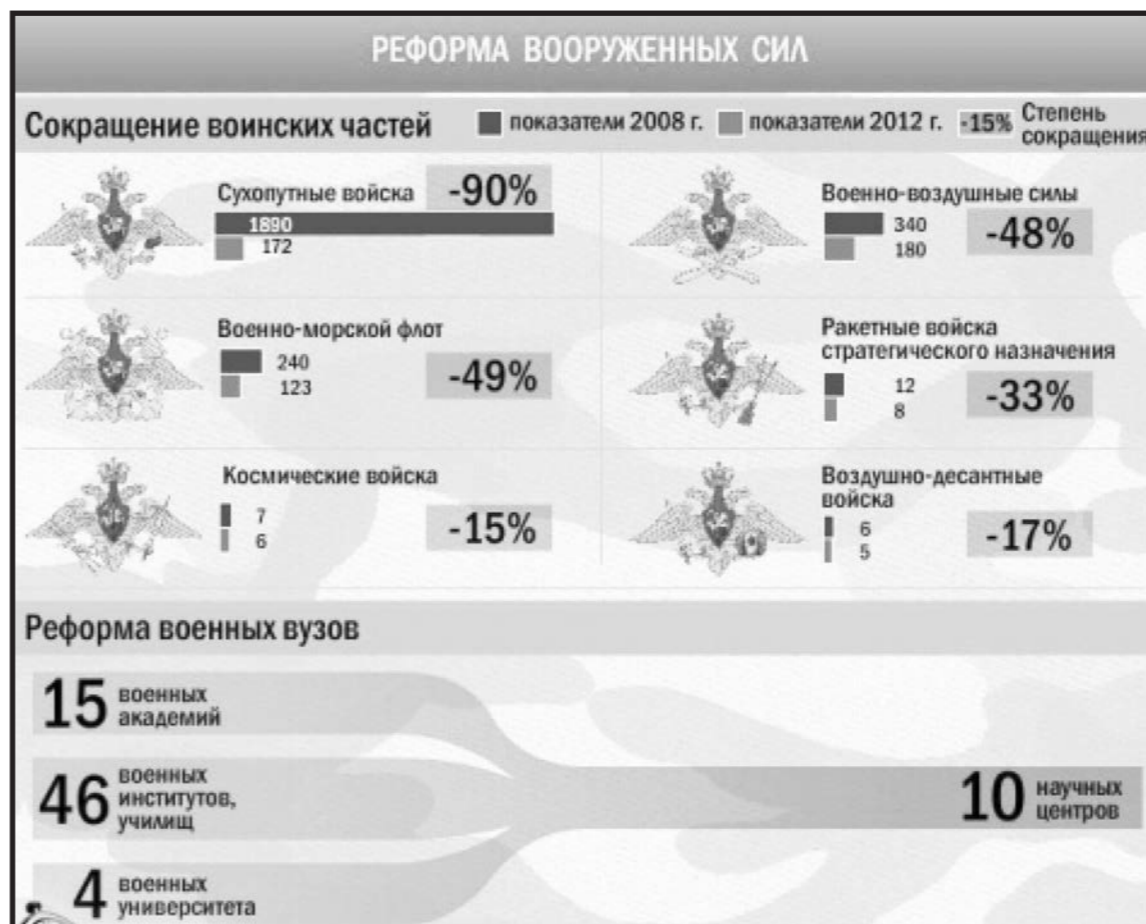 РЕФОРМА ВООРУЖЕННЫХ СИЛ
Сокращение воинских частей
показатели 2008 г.
показатели 2012 г.
-15%
Степень
сокращения
Сухопутные войска
-90%
1890
172
Военно-воздушные силы
340
180
-48%
Военно-морской флот
240
123
-49%
Ракетные войска
стратегического назначения
12
8
-33%
Космические войска
7
6
-15%
Воздушно-десантные
войска
6
5
-17%
Реформа военных вузов
15
военных
академий
46
военных
институтов,
училищ
4
военных
университета
10
научных
центров